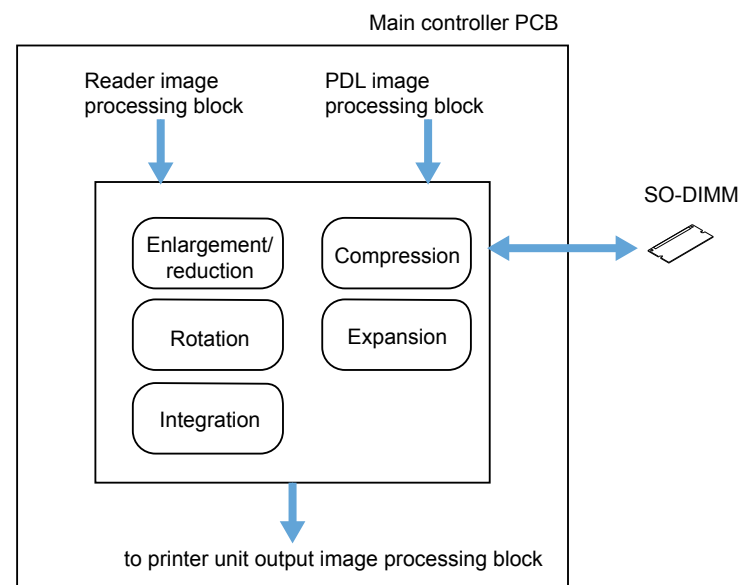 Main controller PCB
Reader image
processing block
PDL image
processing block
SO-DIMM
Enlargement/
reduction
Compression
Rotation
Expansion
Integration
to printer unit output image processing block